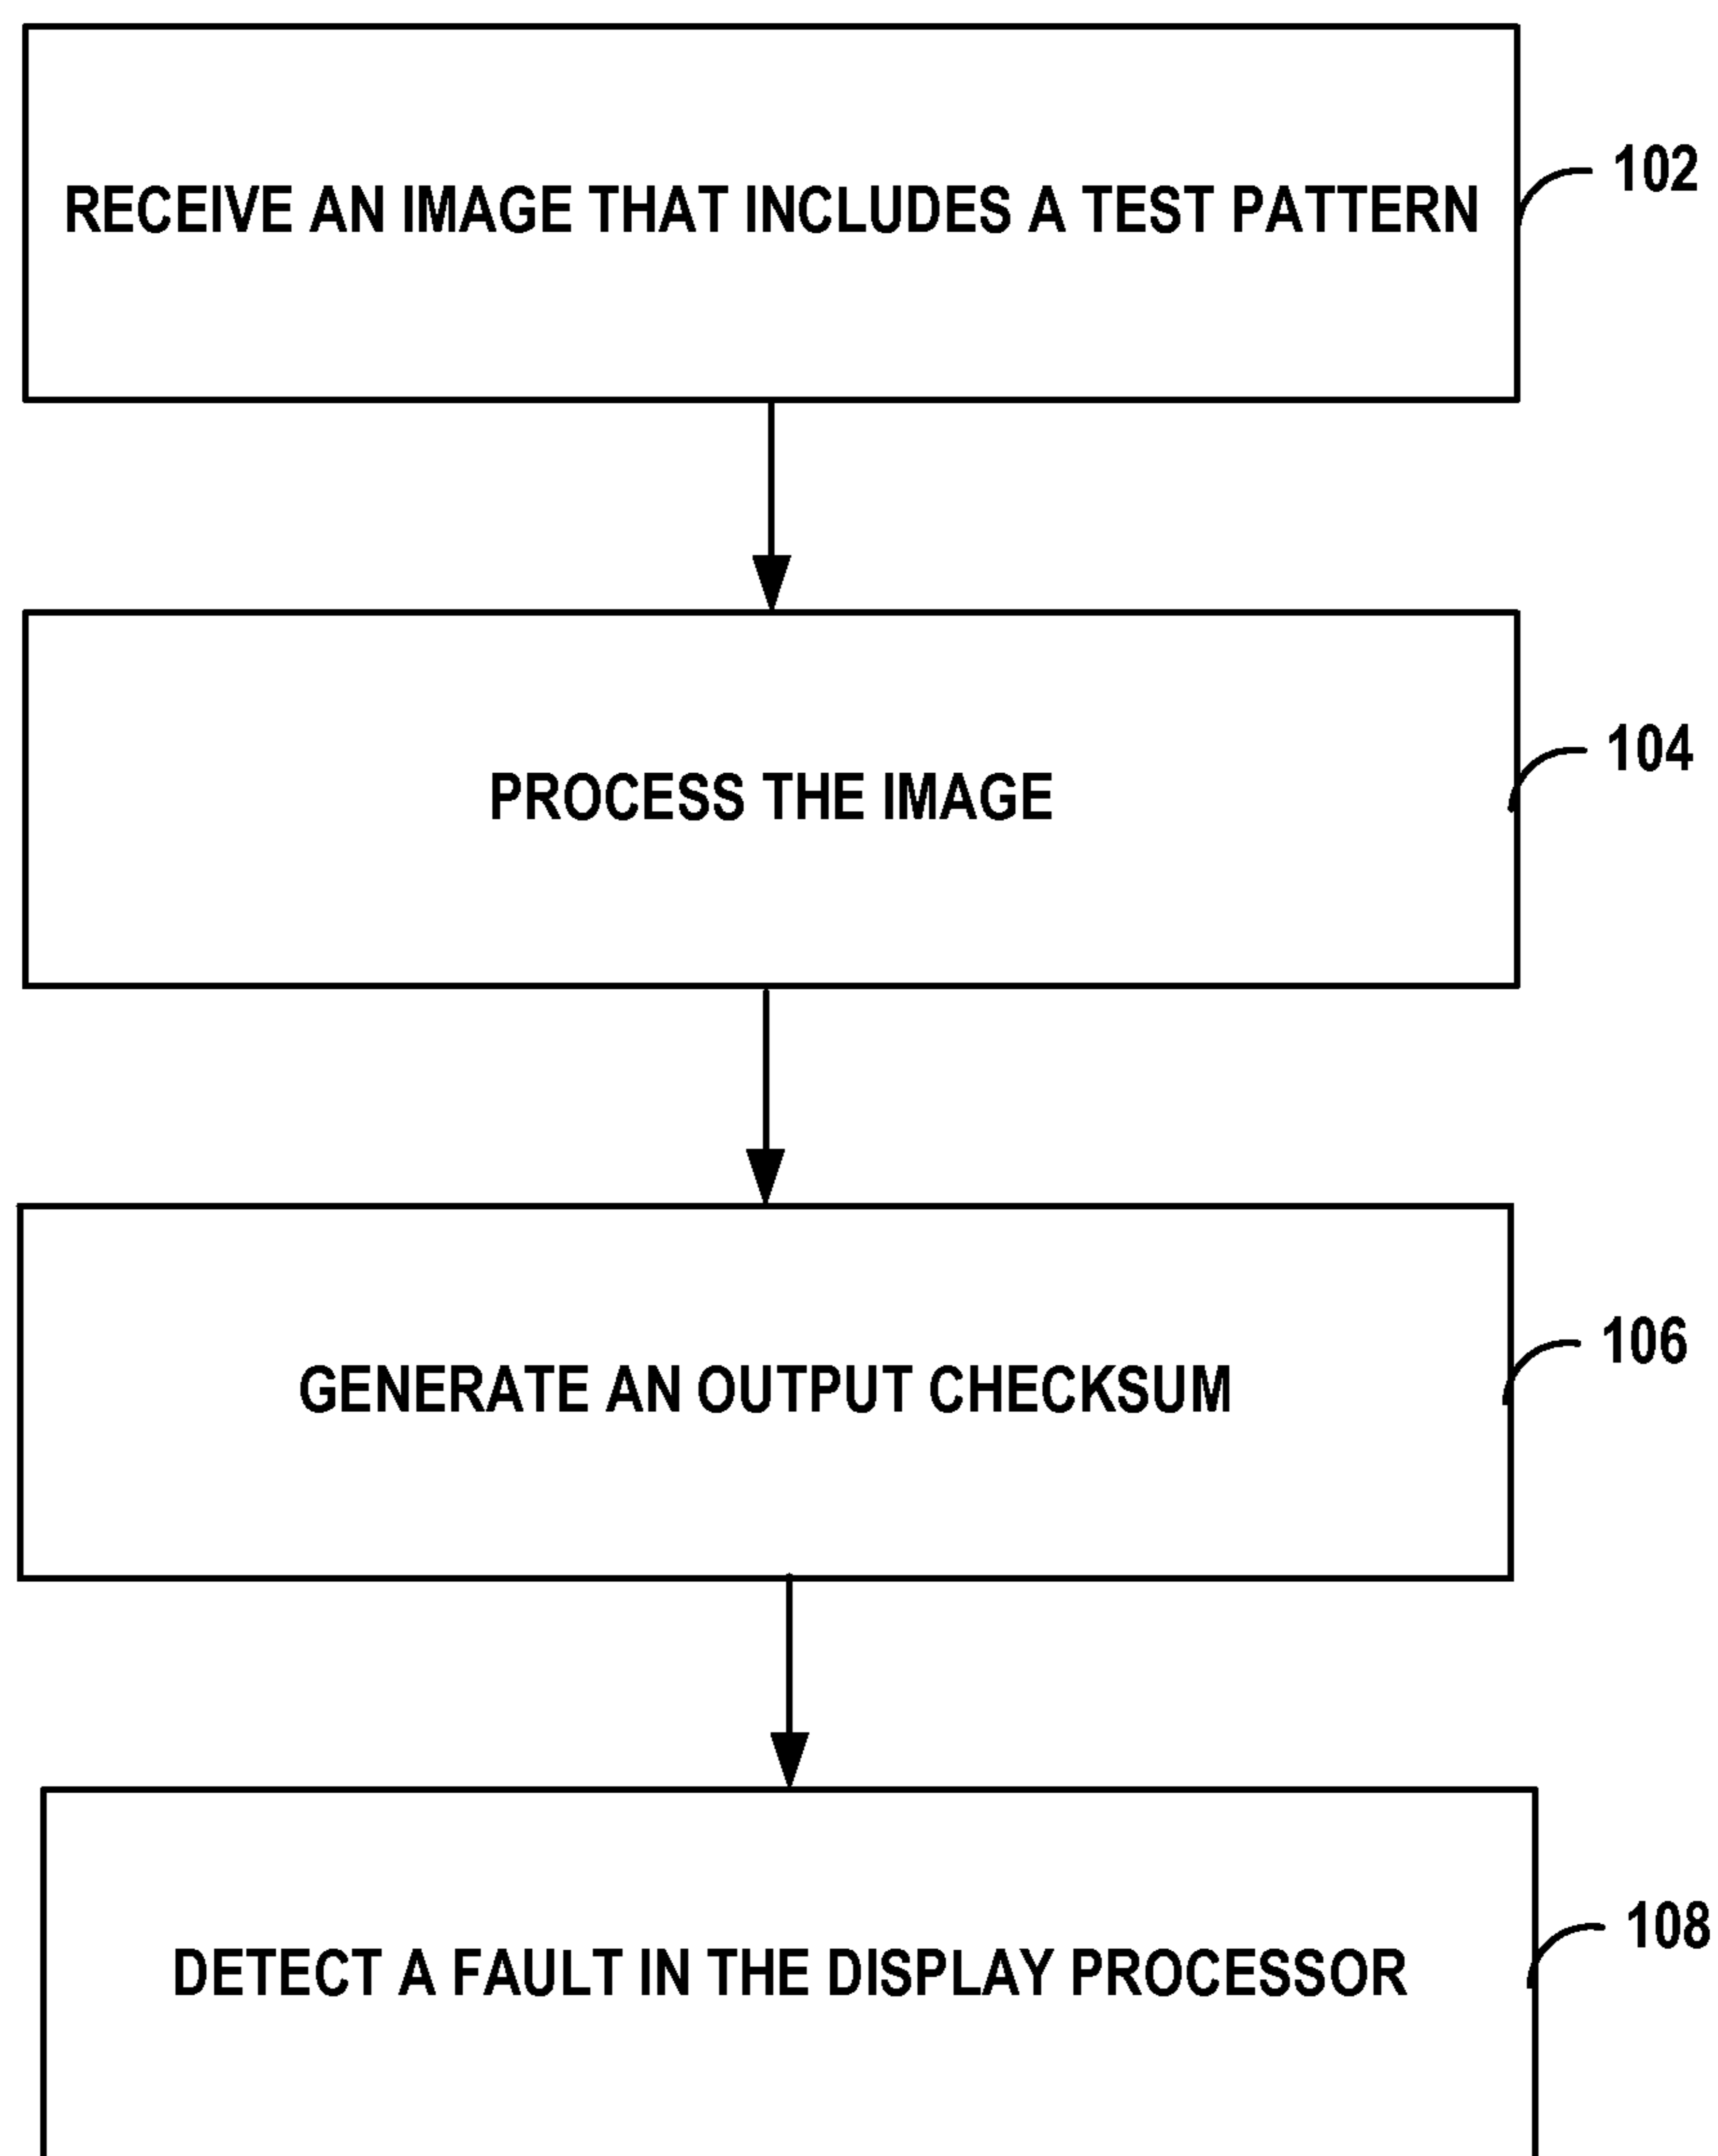 RECEIVE AN IMAGE THAT INCLUDES A TEST PATTERN
102
PROCESS THE IMAGE
104
GENERATE AN OUTPUT CHECKSUM
106
DETECT A FAULT IN THE DISPLAY PROCESSOR
108